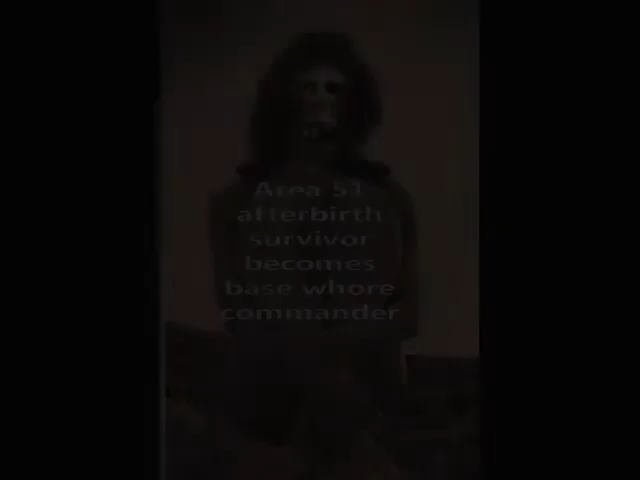 Area 51
afterbirth
survivor
becomes
base whore
commander